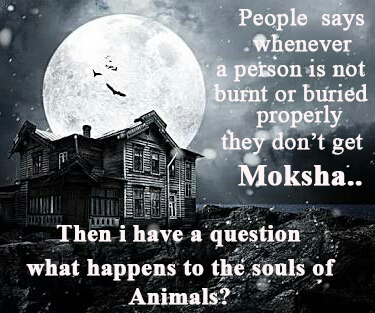 People says
whenever
a person is not
burnt or buried
properly
they don't get
Moksha..
Then i have a question
what happens to the souls of
Animals?